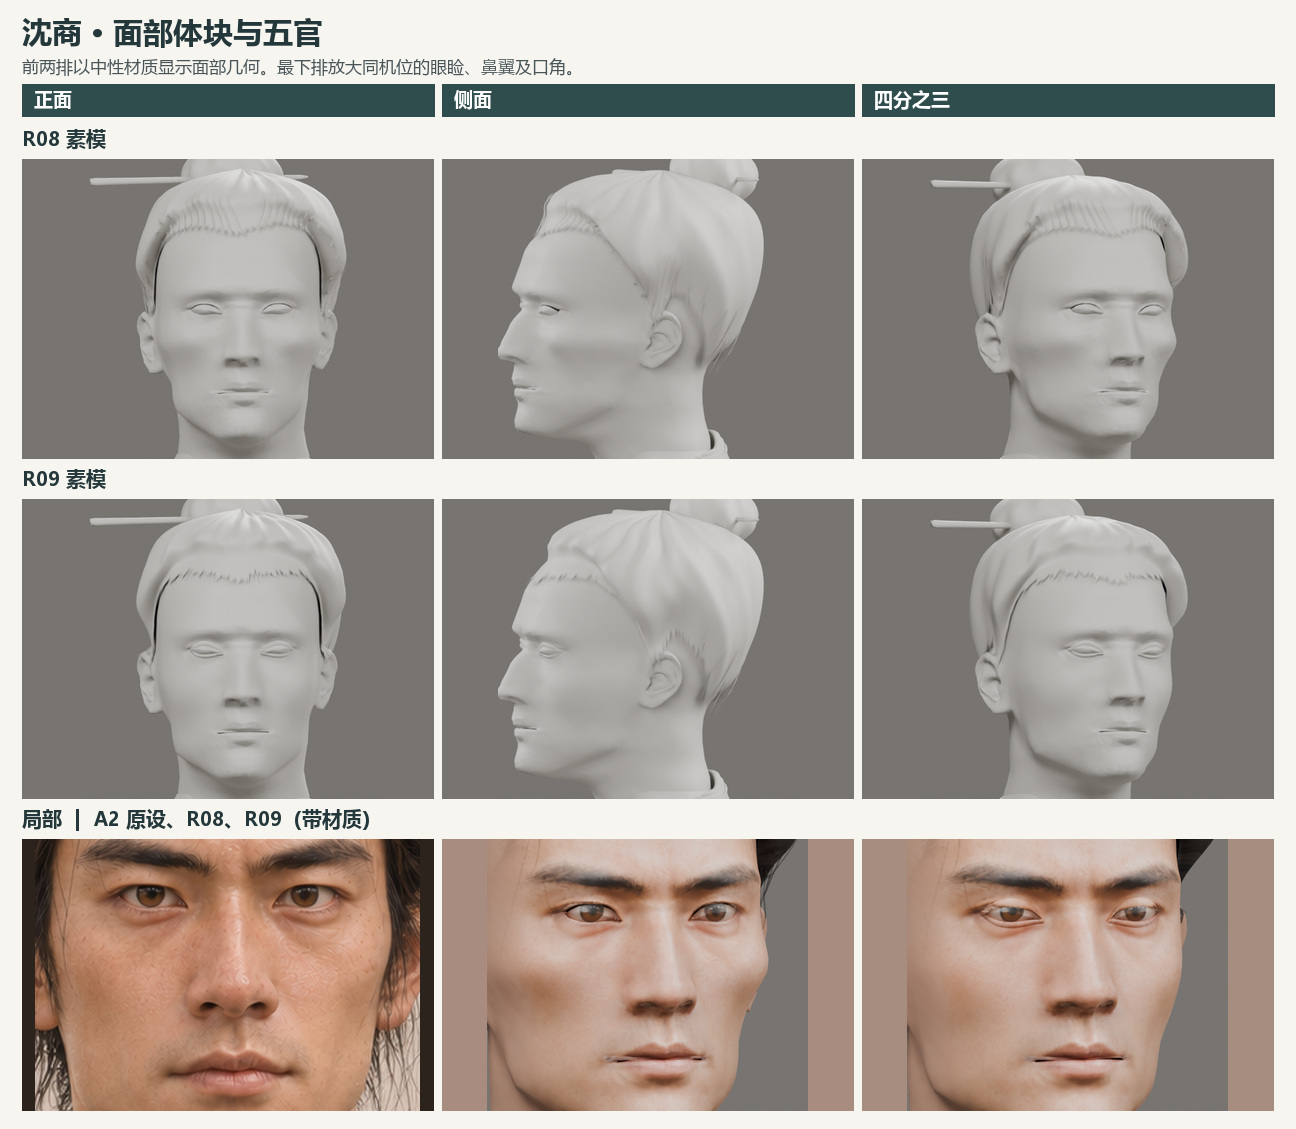 沈商・面部体块与五官
前两排以中性材质显示面部几何。最下排放大同机位的眼睑、鼻翼及口角。
正面
侧面
四分之三
R08 素模
R09 素模
局部 | A2 原设、R08、R09（带材质）